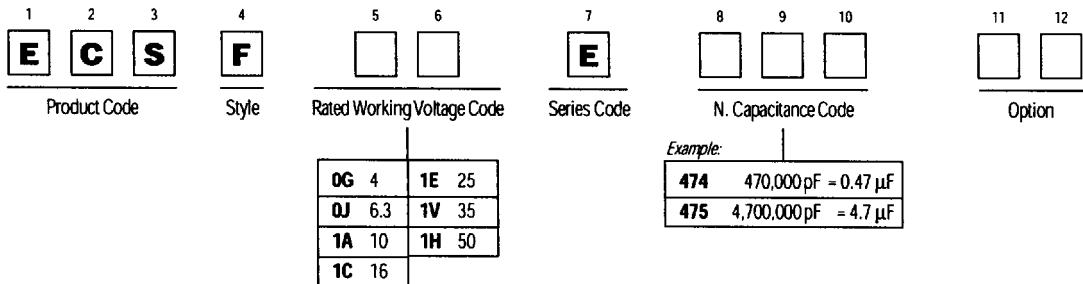 1 2 3 4 5 6 7 8 9 10 11 12
E C S F E
Product Code Style Rated Working Voltage Code Series Code N. Capacitance Code Option
Example:
0G 4 1E 25
0J 6.3 1V 35
1A 10 1H 50
1C 16
474 470,000 pF = 0.47 µF
475 4,700,000 pF = 4.7 µF